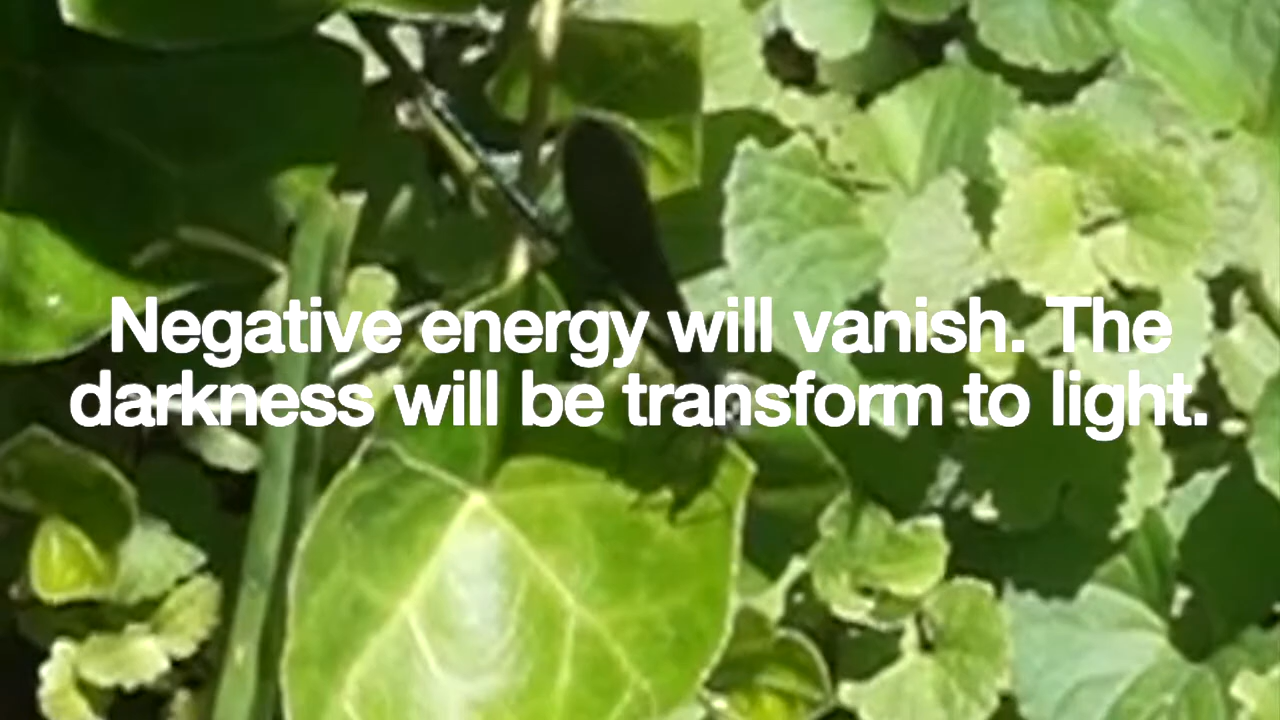 Negative energy will vanish. The
darkness will be transform to light.